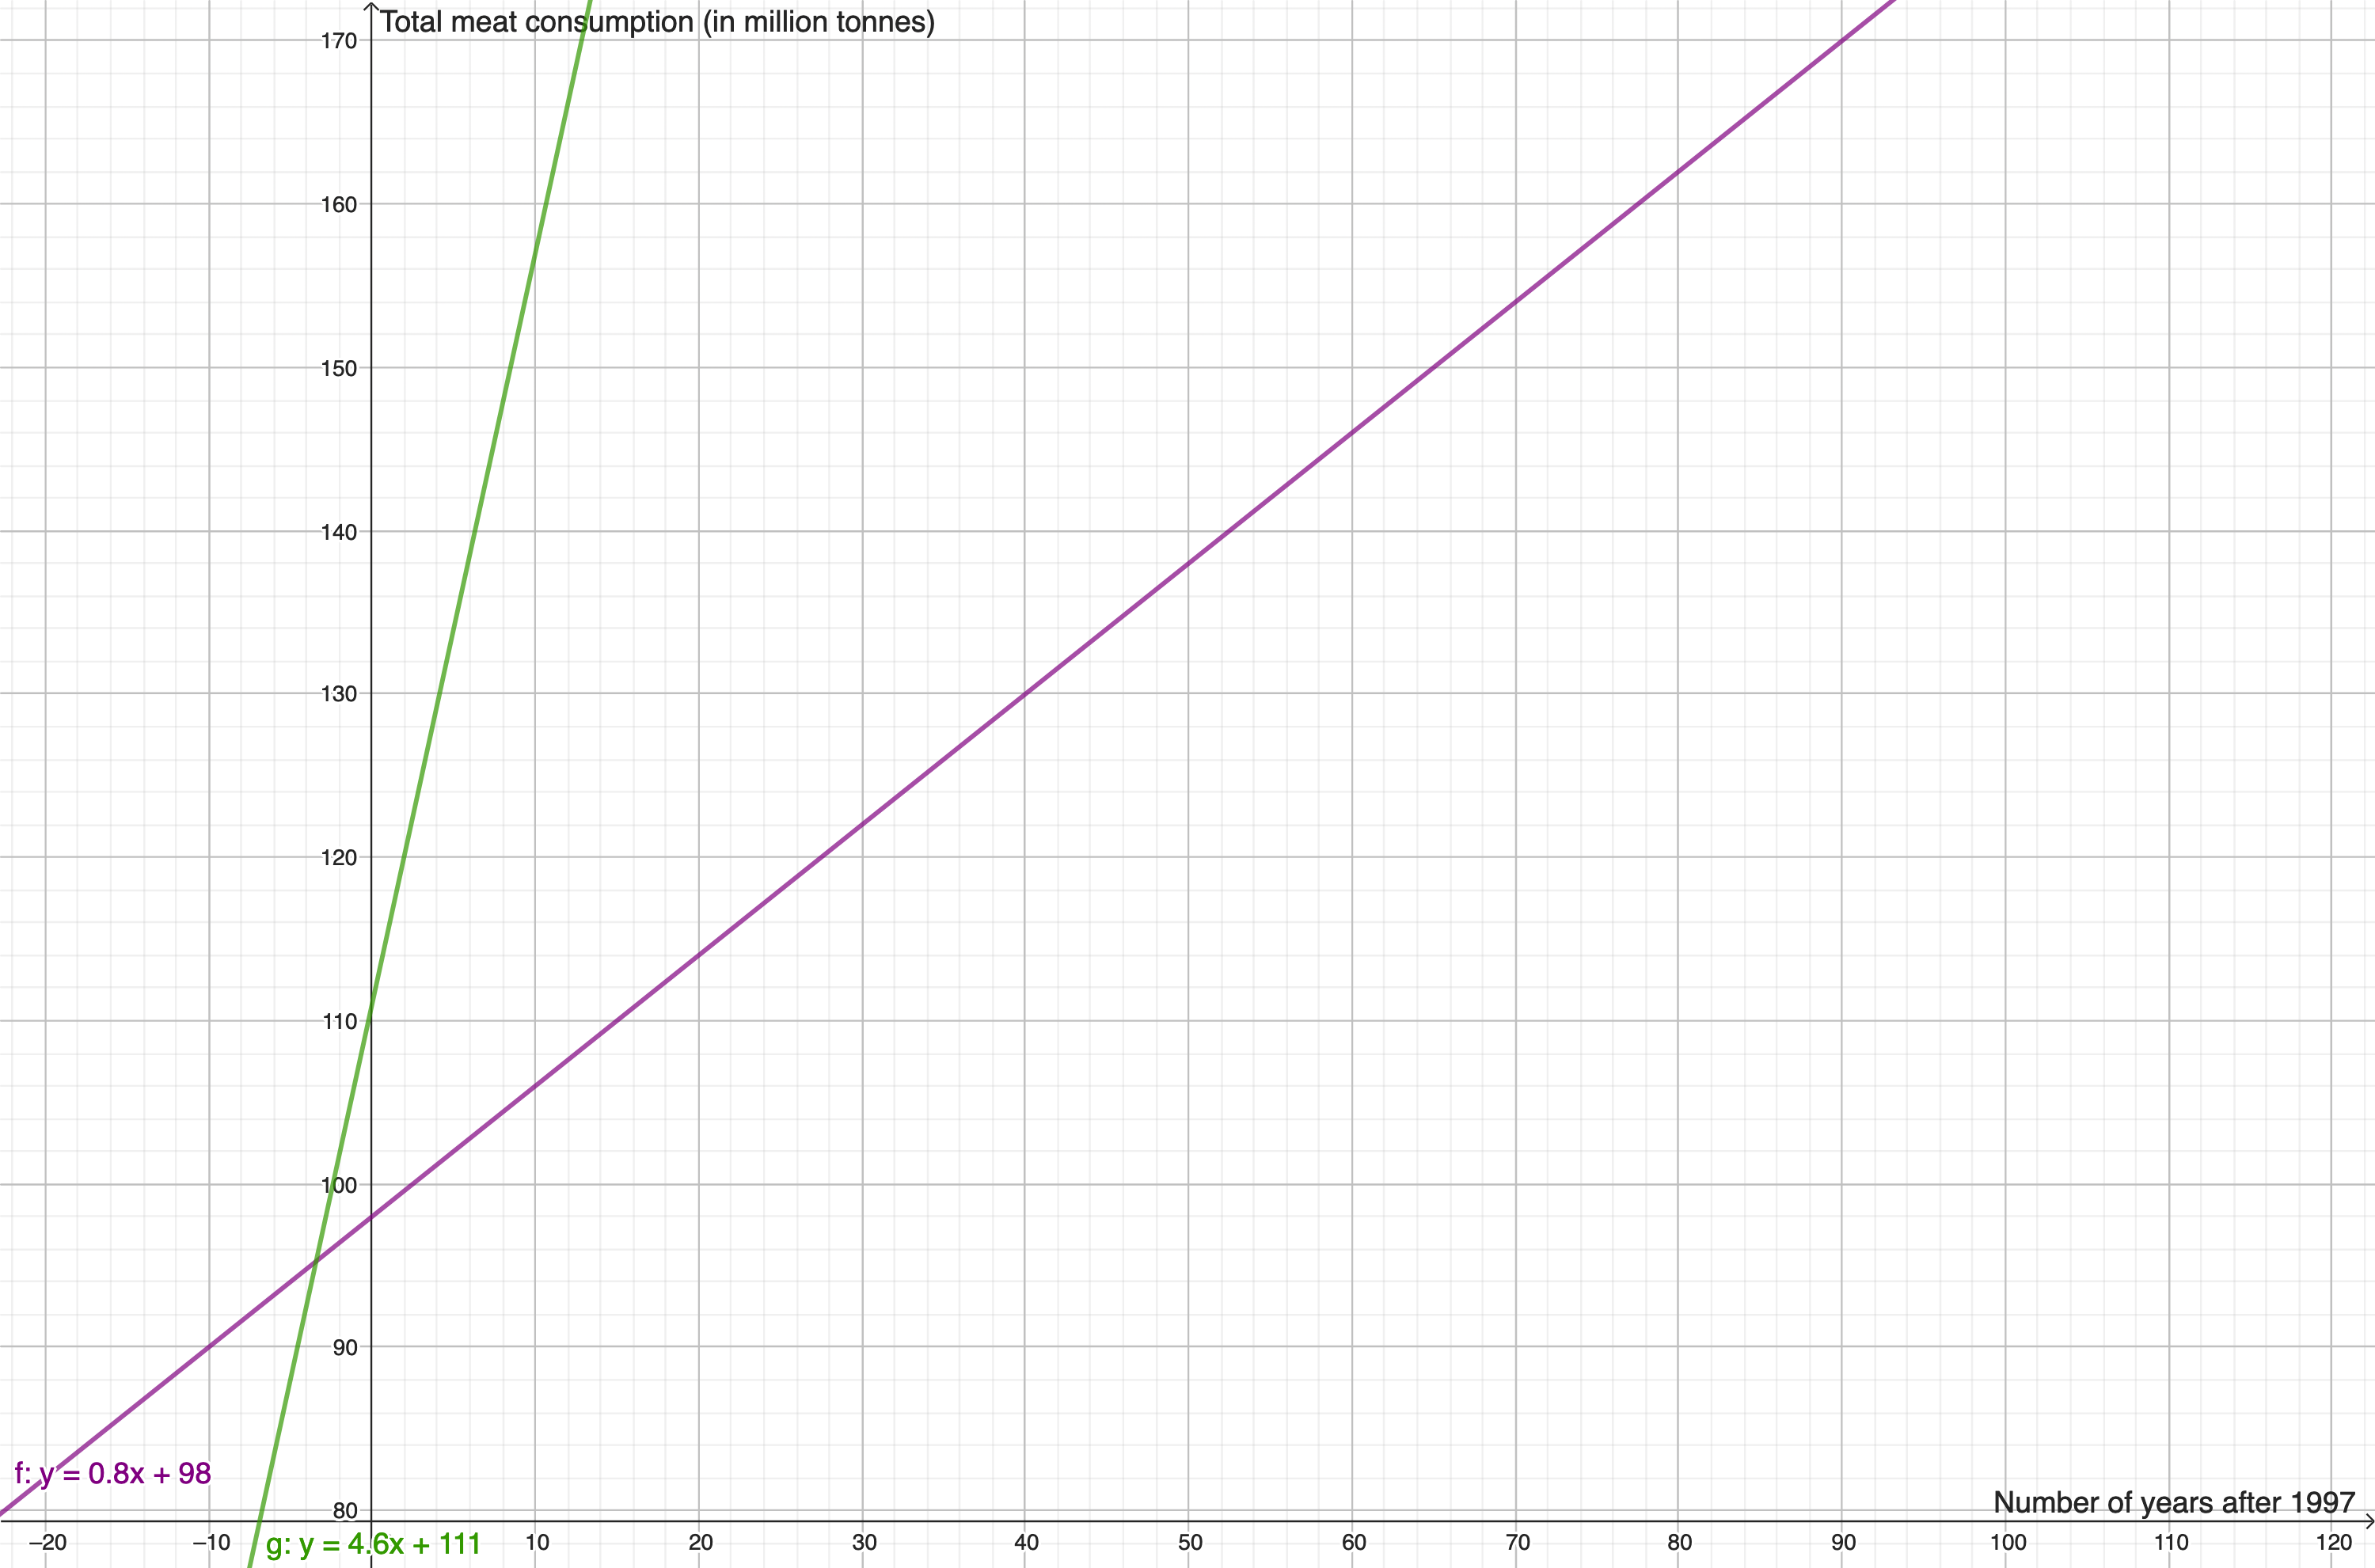 Total meat consumption (in million tonnes)
170
160
150
140
130
120
110
100
90
f: y = 0.8x + 98
80
Number of years after 1997
–20 –10 10 20 30 40 50 60 70 80 90 100 110 120
g: y = 4.6x + 111